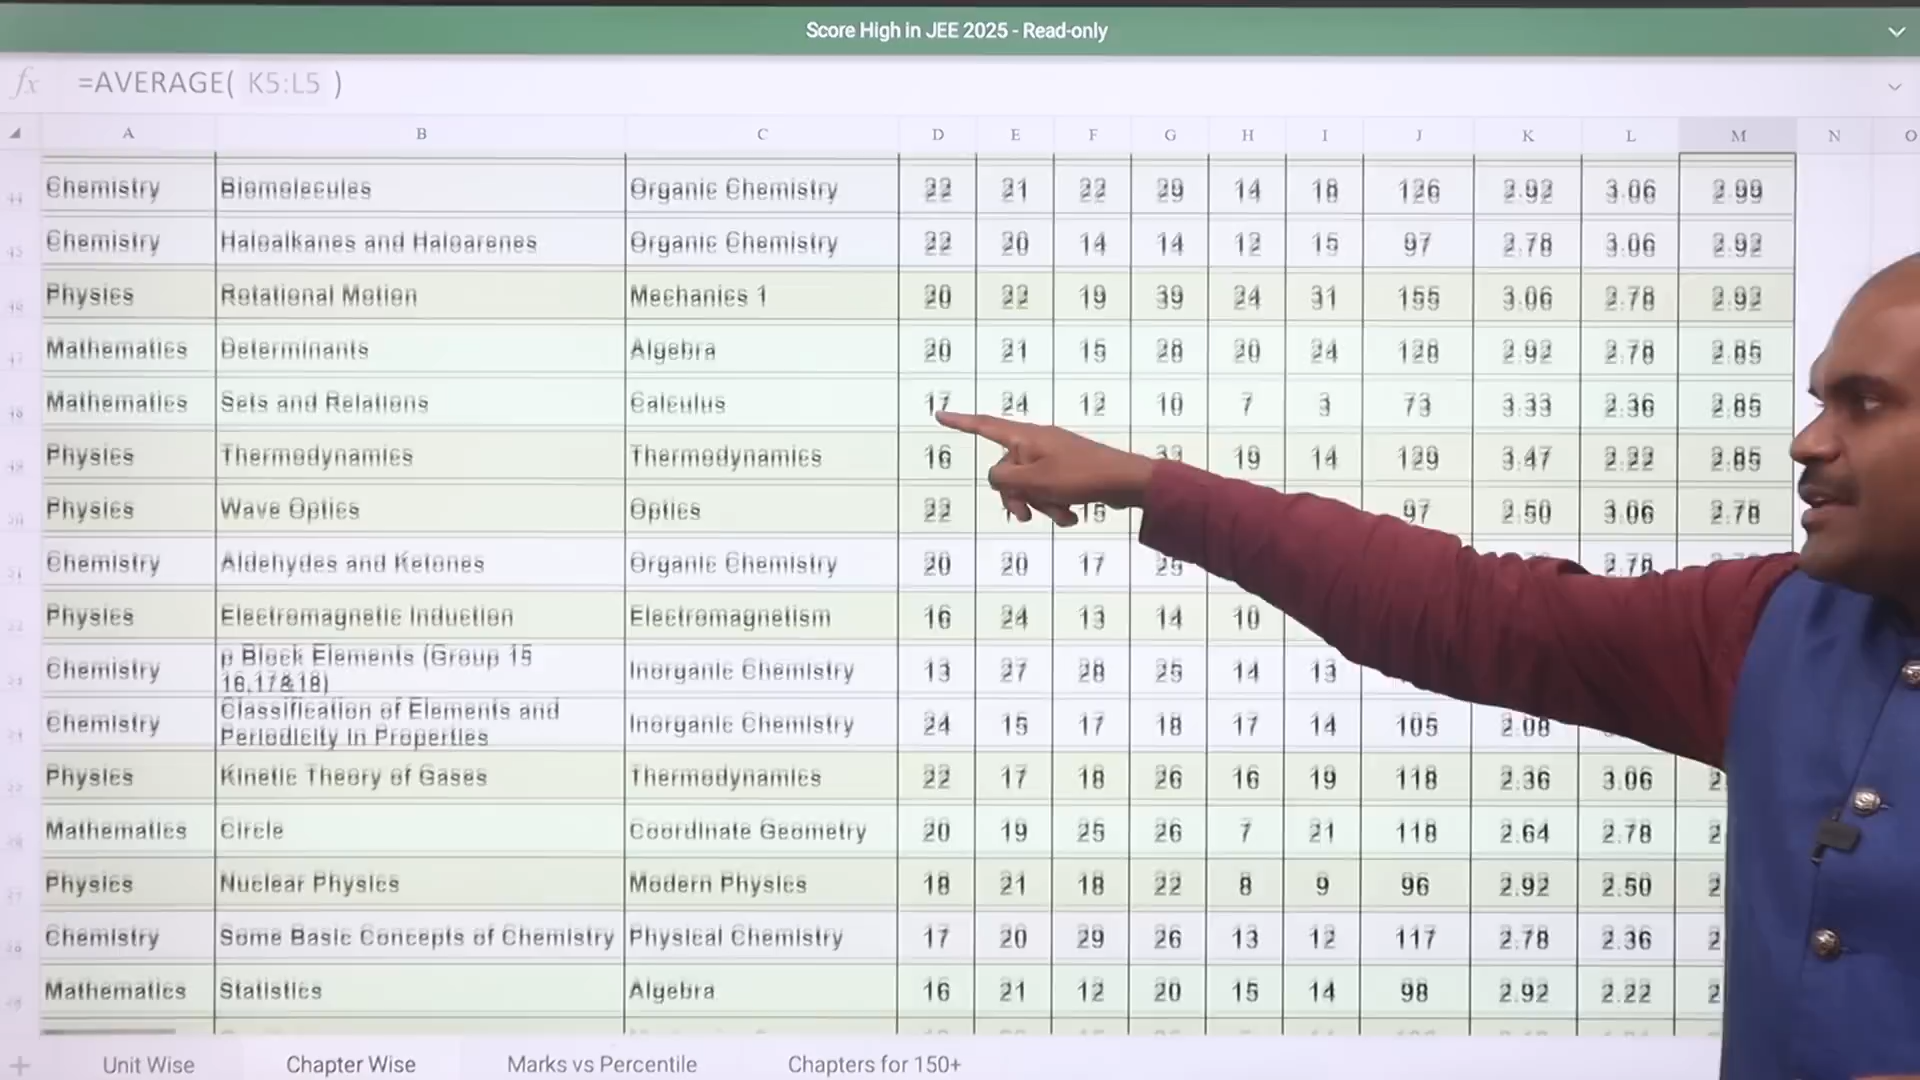 Score High in JEE 2025 - Read-only
fx =AVERAGE( K5:L5 )
A B C D E F G H I J K L M N O
Chemistry Biomolecules Organic Chemistry 22 21 22 29 14 18 126 2.92 3.06 2.99
Chemistry Haloalkanes and Haloarenes Organic Chemistry 22 20 14 14 12 15 97 2.78 3.06 2.92
Physics Rotational Motion Mechanics 1 20 22 19 39 24 31 155 3.06 2.78 2.92
Mathematics Determinants Algebra 20 21 15 28 20 24 128 2.92 2.78 2.85
Mathematics Sets and Relations Calculus 17 24 12 10 7 3 73 3.33 2.36 2.85
Physics Thermodynamics Thermodynamics 16 19 14 129 3.47 2.22 2.85
Physics Wave Optics Optics 22 15 97 2.50 3.06 2.78
Chemistry Aldehydes and Ketones Organic Chemistry 20 20 17 25 2.78
Physics Electromagnetic Induction Electromagnetism 16 24 13 14 10
Chemistry p Block Elements (Group 15
16,17&18) Inorganic Chemistry 13 27 28 25 14 13
Chemistry Classification of Elements and
Periodicity in Properties Inorganic Chemistry 24 15 17 18 17 14 105 2.08
Physics Kinetic Theory of Gases Thermodynamics 22 17 18 26 16 19 118 2.36 3.06
Mathematics Circle Coordinate Geometry 20 19 25 26 7 21 118 2.64 2.78
Physics Nuclear Physics Modern Physics 18 21 18 22 8 9 96 2.92 2.50
Chemistry Some Basic Concepts of Chemistry Physical Chemistry 17 20 29 26 13 12 117 2.78 2.36
Mathematics Statistics Algebra 16 21 12 20 15 14 98 2.92 2.22
Unit Wise Chapter Wise Marks vs Percentile Chapters for 150+